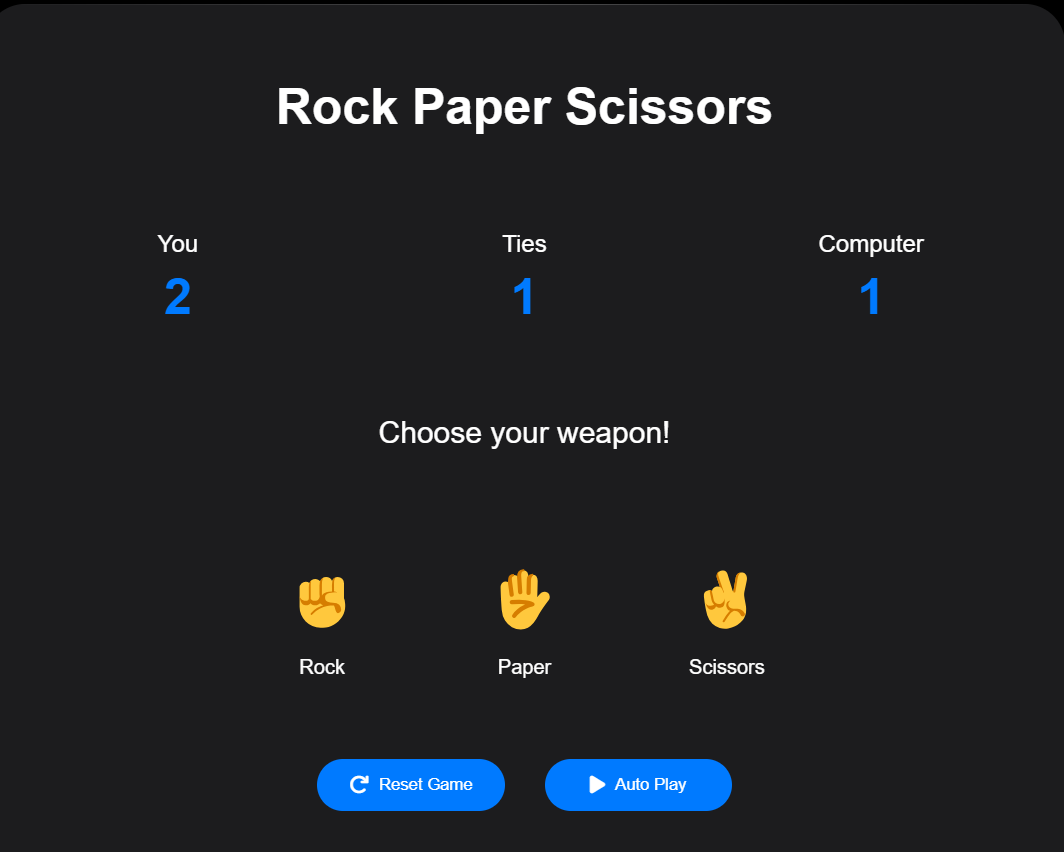 Rock Paper Scissors
You Ties Computer
2 1 1
Choose your weapon!
Rock Paper Scissors
Reset Game Auto Play